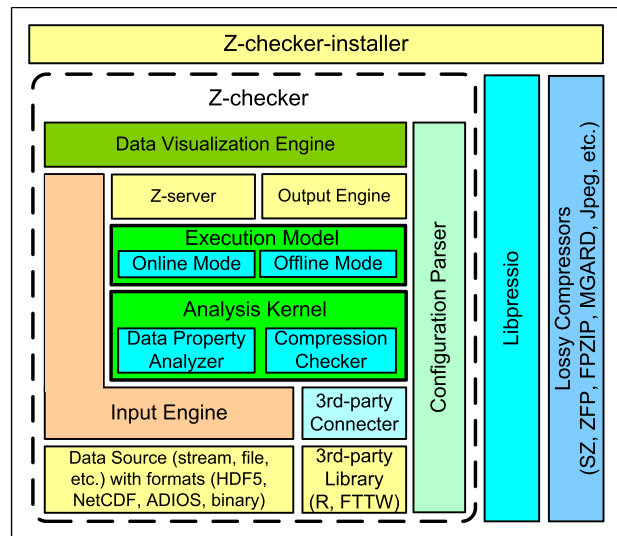 Z-checker-installer
Z-checker
Data Visualization Engine
Z-server
Output Engine
Execution Model
Online Mode
Offline Mode
Analysis Kernel
Data Property
Analyzer
Compression
Checker
Input Engine
3rd-party
Connecter
Data Source (stream, file,
etc.) with formats (HDF5,
NetCDF, ADIOS, binary)
3rd-party
Library
(R, FTTW)
Configuration Parser
Libpressio
Lossy Compressors
(SZ, ZFP, FPZIP, MGARD, Jpeg, etc.)